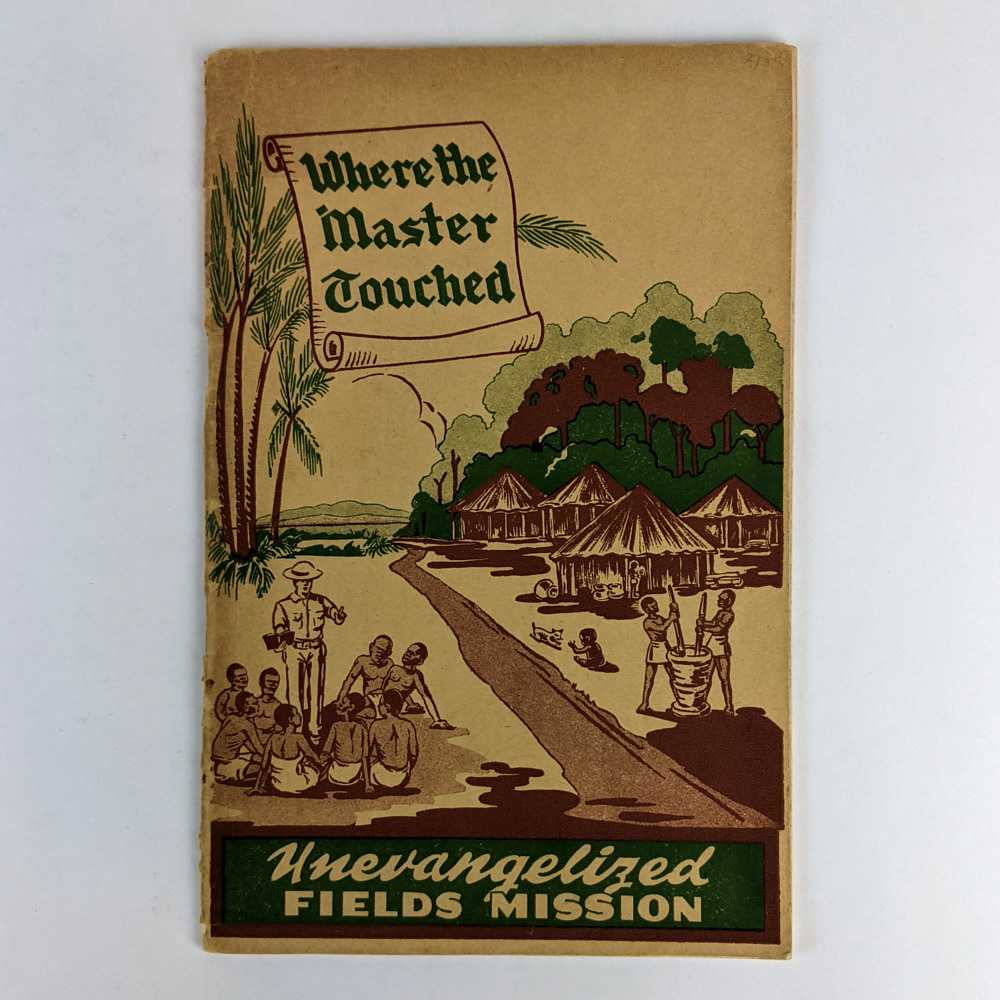 Where the
Master
Touched
Unevangelized
FIELDS MISSION